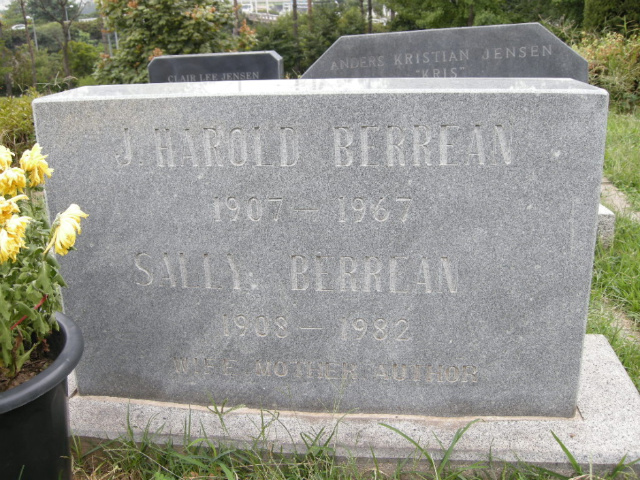 CLAIR LEE JENSEN
ANDERS KRISTIAN JENSEN
"KRIS"
J. HAROLD BERREAN
1907 — 1967
SALLY. BERREAN
1908 — 1982
WIFE MOTHER AUTHOR